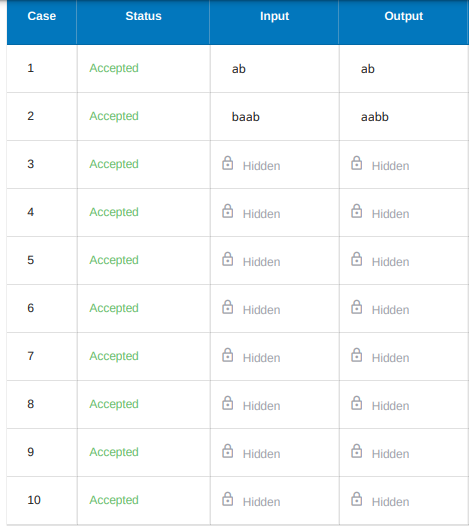 Case Status Input Output
1 Accepted ab ab
2 Accepted baab aabb
3 Accepted Hidden Hidden
4 Accepted Hidden Hidden
5 Accepted Hidden Hidden
6 Accepted Hidden Hidden
7 Accepted Hidden Hidden
8 Accepted Hidden Hidden
9 Accepted Hidden Hidden
10 Accepted Hidden Hidden